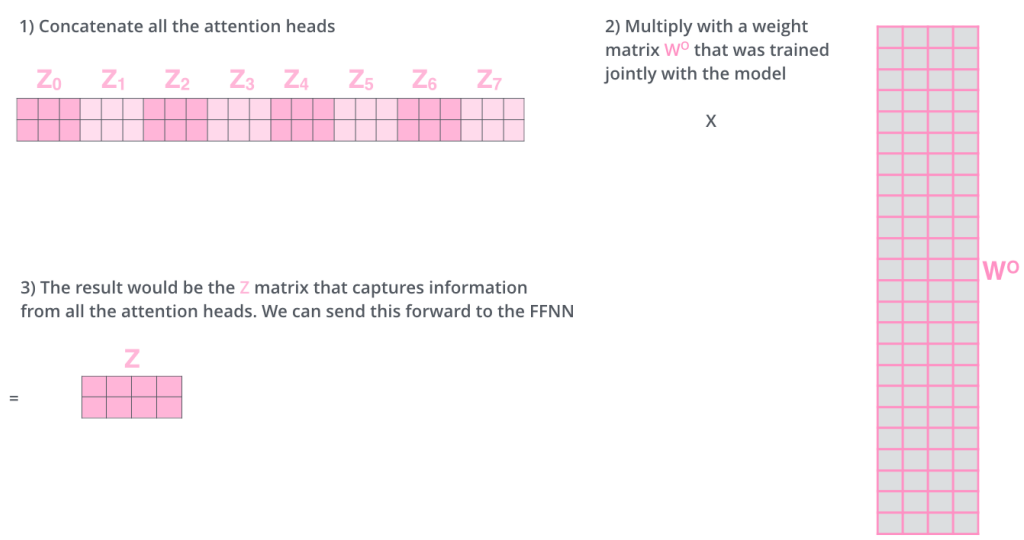 1) Concatenate all the attention heads
Z0 Z1 Z2 Z3 Z4 Z5 Z6 Z7
2) Multiply with a weight
matrix WO that was trained
jointly with the model
X
WO
3) The result would be the Z matrix that captures information
from all the attention heads. We can send this forward to the FFNN
Z
=